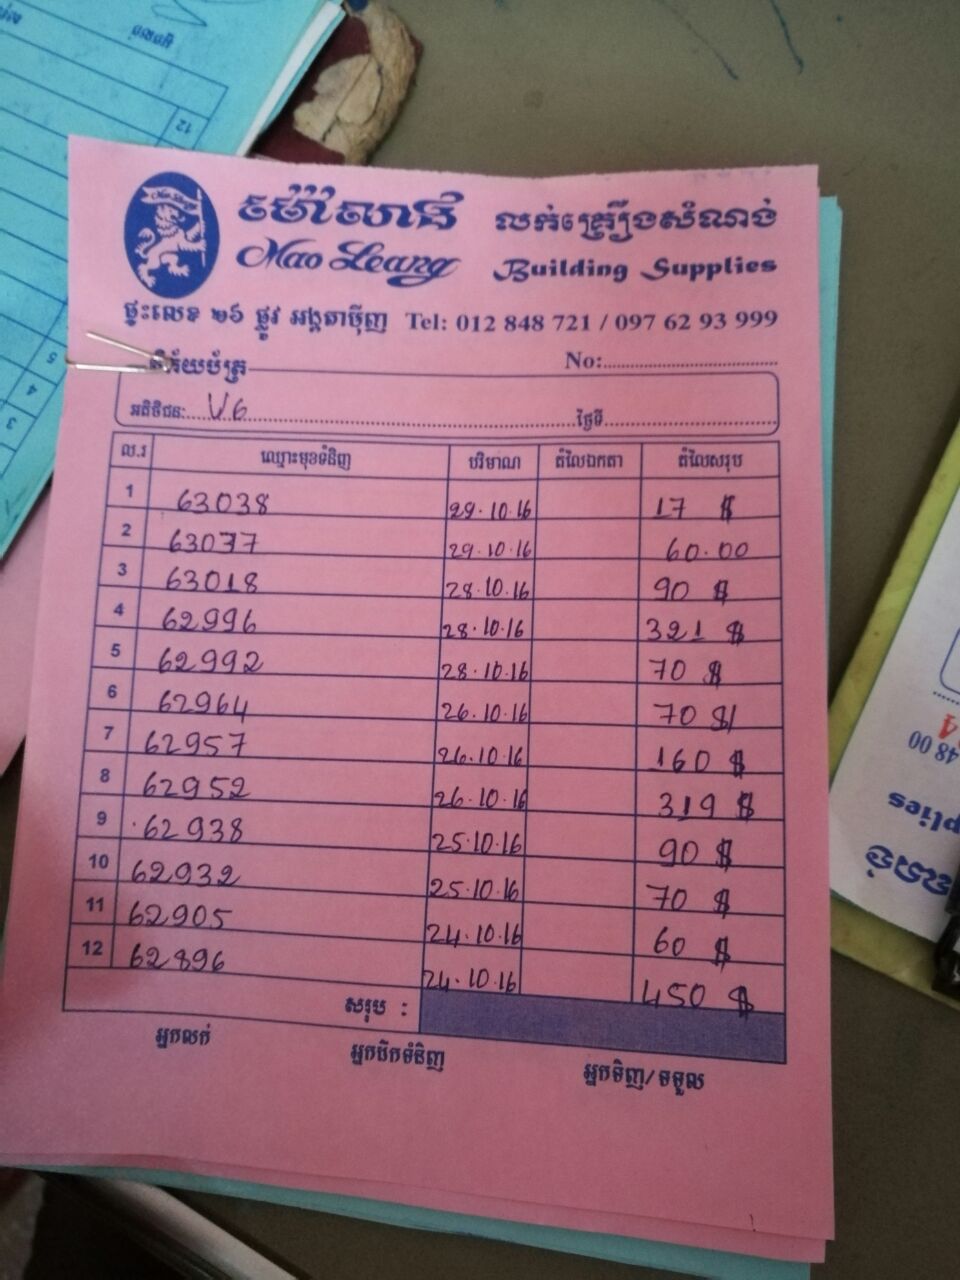 ម៉ៅលាង លក់គ្រឿងសំណង់
Mao Leang Building Supplies
ផ្ទះលេខ ២៦ ផ្លូវ អង្គតាម៉ិញ Tel: 012 848 721 / 097 62 93 999
វិក័យប័ត្រ No:
អតិថិជន: V6 ថ្ងៃទី
ល.រ ឈ្មោះមុខទំនិញ បរិមាណ តំលៃឯកតា តំលៃសរុប
1 63038 29.10.16 17 $
2 63037 29.10.16 60.00
3 63018 28.10.16 90 $
4 62996 28.10.16 321 $
5 62992 28.10.16 70 $
6 62964 26.10.16 70 $
7 62957 26.10.16 160 $
8 62952 26.10.16 319 $
9 62938 25.10.16 90 $
10 62932 25.10.16 70 $
11 62905 24.10.16 60 $
12 62896 24.10.16 450 $
សរុប :
អ្នកលក់ អ្នកដឹកទំនិញ អ្នកទិញ/ទទួល
12
5
4
3
48 00
pplies